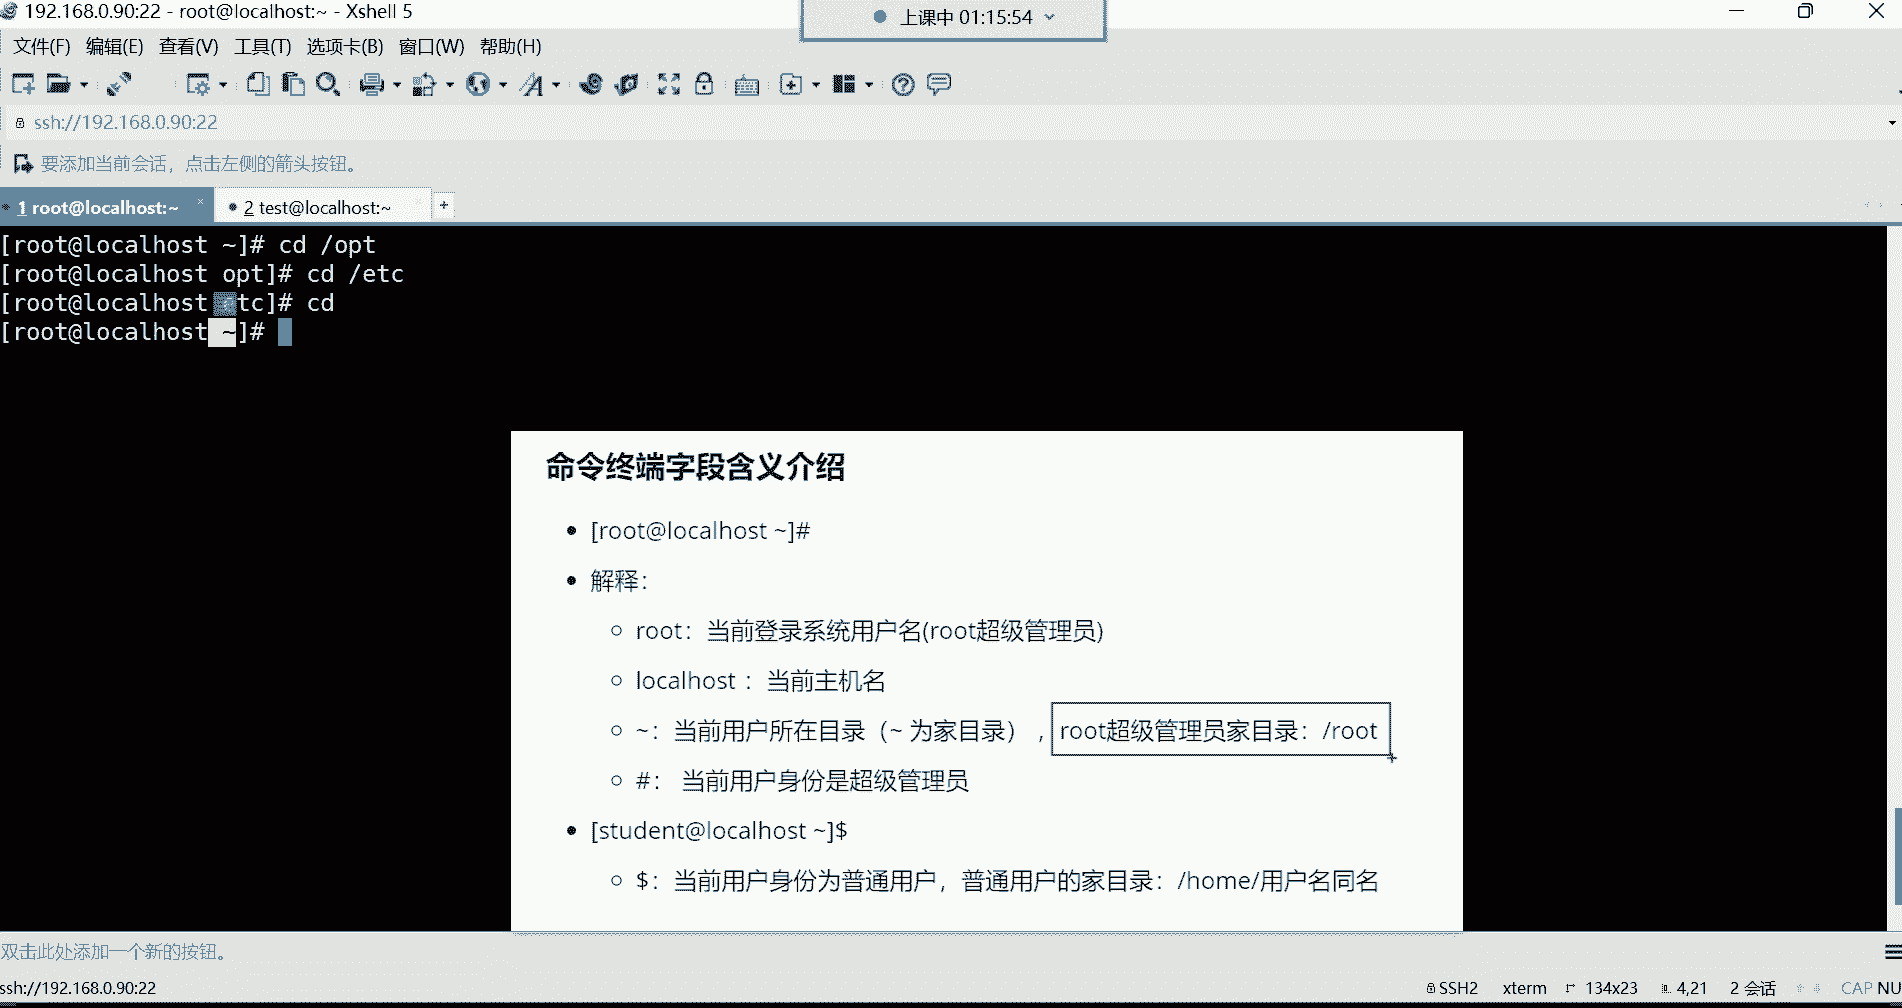 192.168.0.90:22 - root@localhost:~ - Xshell 5
上课中 01:15:54
文件(F) 编辑(E) 查看(V) 工具(T) 选项卡(B) 窗口(W) 帮助(H)
ssh://192.168.0.90:22
要添加当前会话，点击左侧的箭头按钮。
1 root@localhost:~ × 2 test@localhost:~ +
[root@localhost ~]# cd /opt
[root@localhost opt]# cd /etc
[root@localhost etc]# cd
[root@localhost ~]#
命令终端字段含义介绍
[root@localhost ~]#
解释：
root：当前登录系统用户名(root超级管理员)
localhost ：当前主机名
~：当前用户所在目录（~ 为家目录），root超级管理员家目录：/root
#： 当前用户身份是超级管理员
[student@localhost ~]$
$：当前用户身份为普通用户，普通用户的家目录：/home/用户名同名
双击此处添加一个新的按钮。
ssh://192.168.0.90:22 SSH2 xterm 134x23 4,21 2 会话 CAP NU